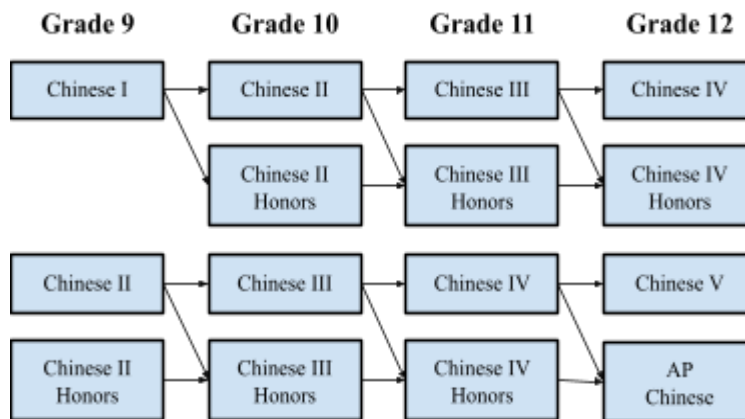 Grade 9 Grade 10 Grade 11 Grade 12
Chinese I Chinese II Chinese III Chinese IV
Chinese II Honors Chinese III Honors Chinese IV Honors
Chinese II Chinese III Chinese IV Chinese V
Chinese II Honors Chinese III Honors Chinese IV Honors AP Chinese